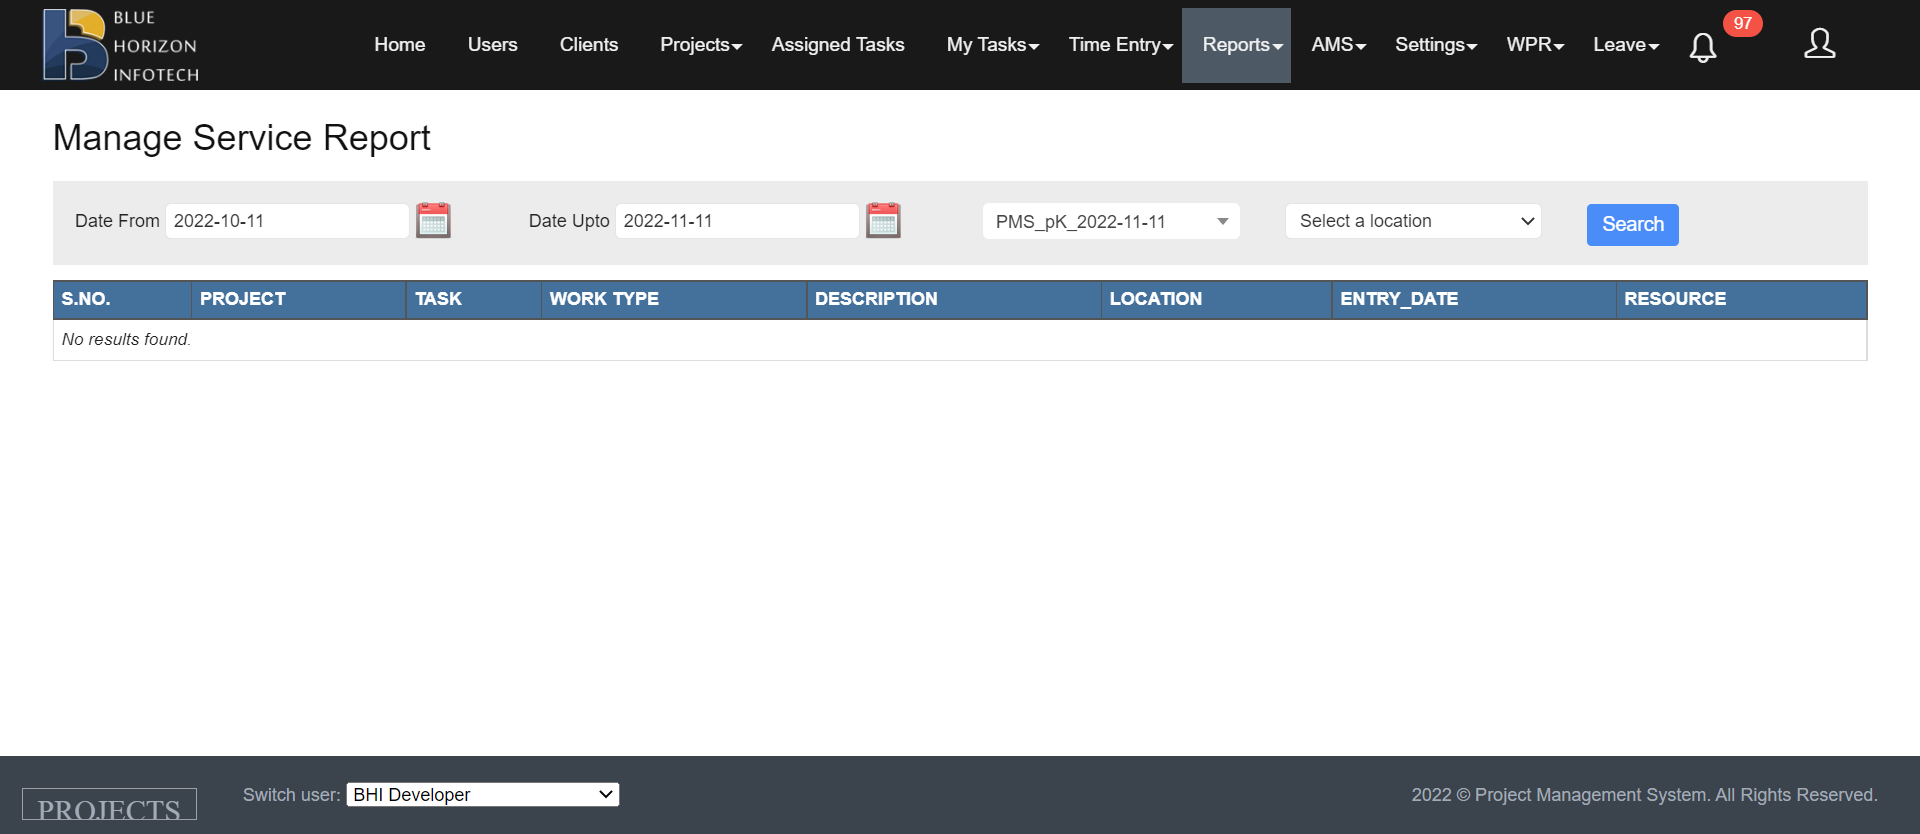 BLUE
HORIZON
INFOTECH
Home Users Clients Projects Assigned Tasks My Tasks Time Entry Reports AMS Settings WPR Leave 97
Manage Service Report
Date From 2022-10-11 Date Upto 2022-11-11 PMS_pK_2022-11-11 Select a location Search
S.NO. PROJECT TASK WORK TYPE DESCRIPTION LOCATION ENTRY_DATE RESOURCE
No results found.
PROJECTS Switch user: BHI Developer 2022 © Project Management System. All Rights Reserved.